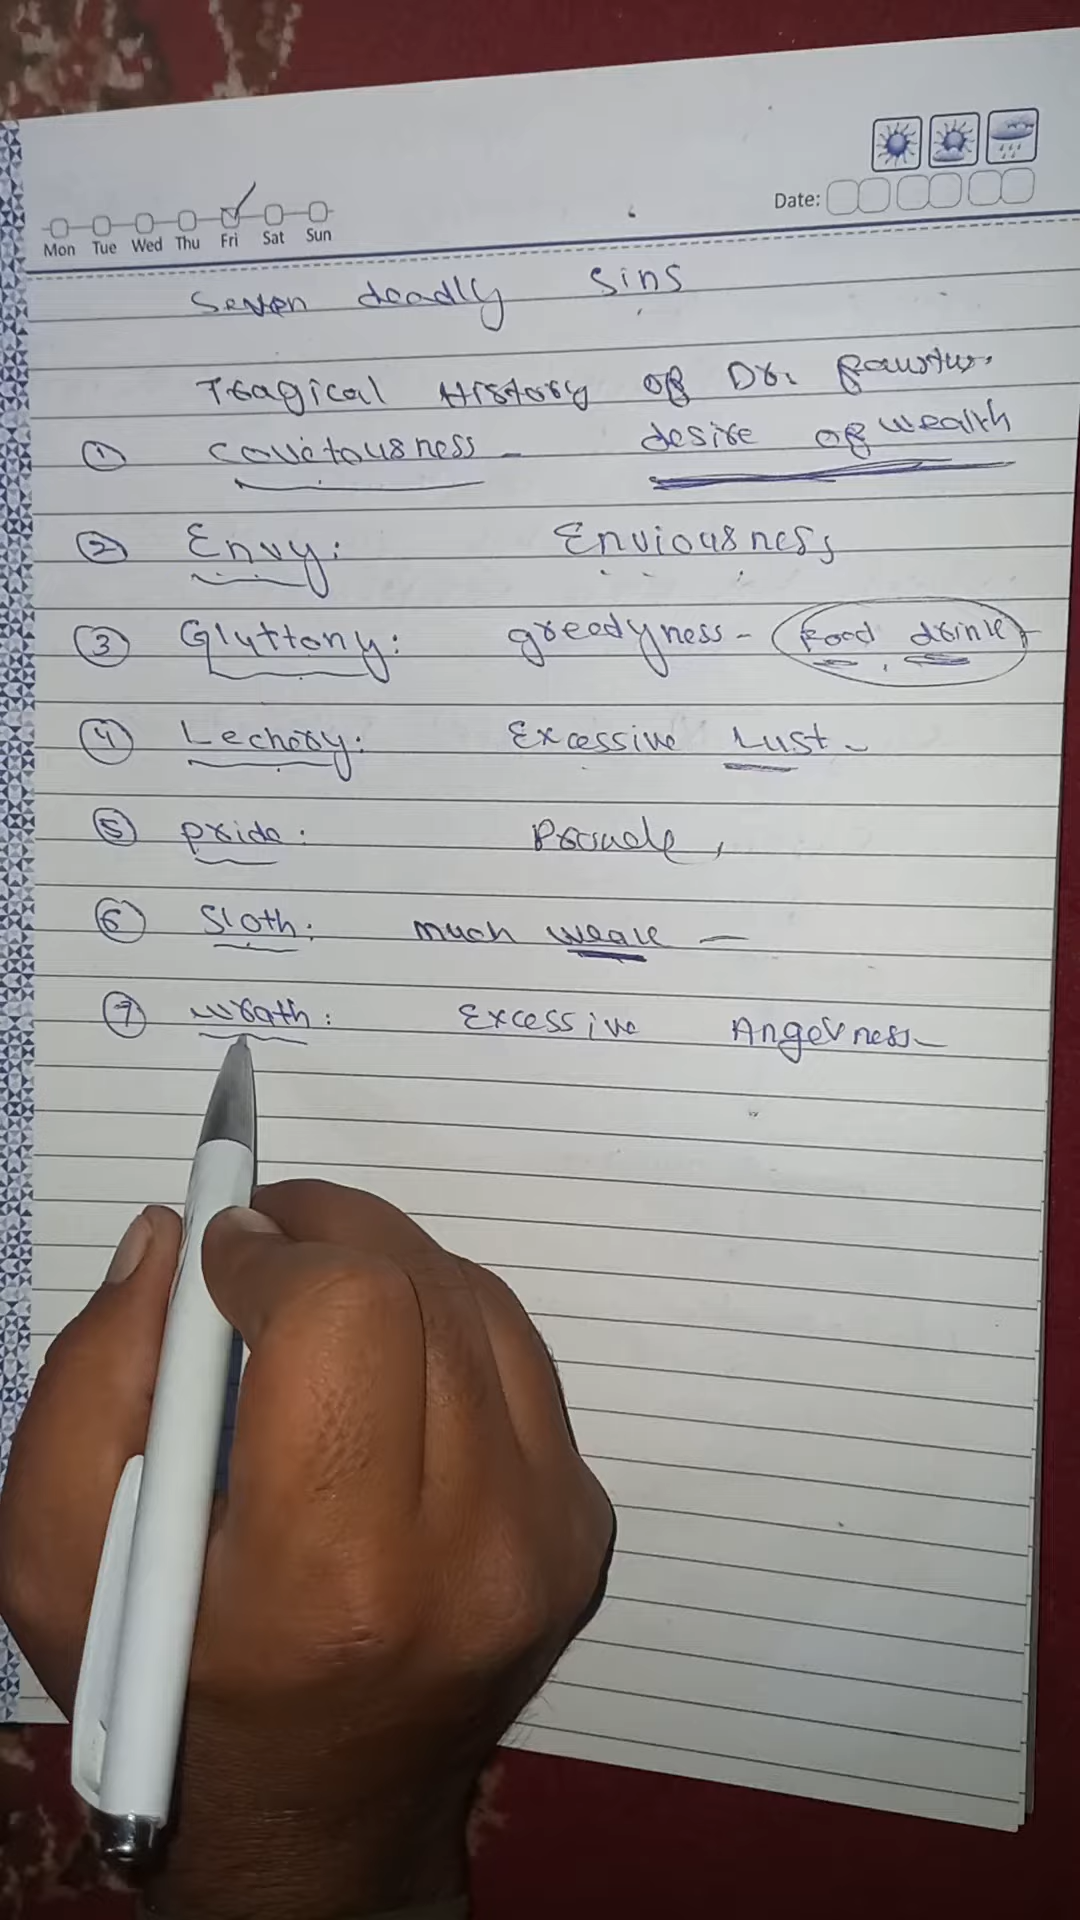 Date:
Mon Tue Wed Thu Fri Sat Sun
Seven deadly Sins
Tragical History of Dr. faustus.
① covetousness - desire of wealth
② Envy: Enviousness,
③ Gluttony: greedyness - food, drink
④ Lechery: Excessive Lust -
⑤ pride: Proude,
⑥ Sloth: much weak —
⑦ wrath: Excessive Angerness -